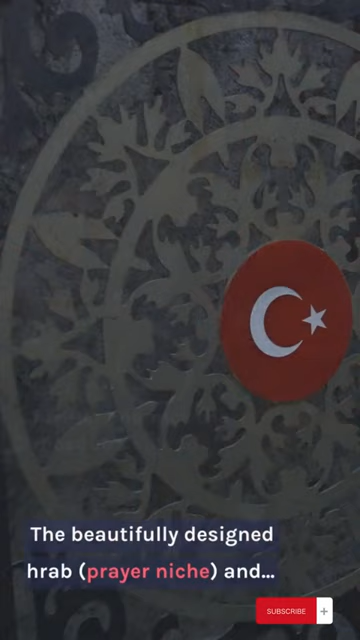 The beautifully designed
hrab (prayer niche) and...
SUBSCRIBE +